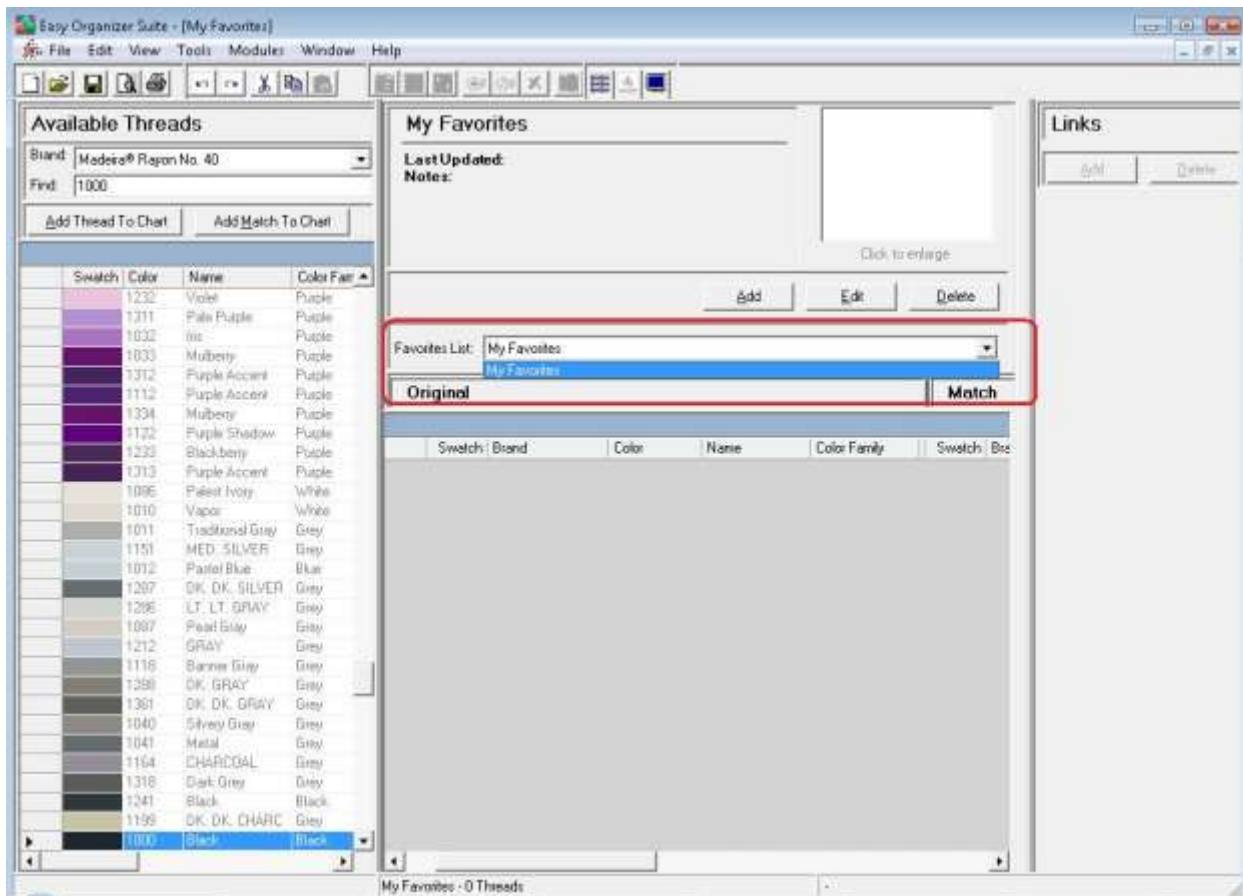 Easy Organizer Suite - [My Favorites]
File Edit View Tools Modules Window Help
Available Threads
Brand: Madeira® Rayon No. 40
Find: 1000
Add Thread To Chart Add Match To Chart
Swatch Color Name Color Fam
1232 Violet Purple
1311 Pale Purple Purple
1032 Iris Purple
1033 Mulberry Purple
1312 Purple Accent Purple
1112 Purple Accent Purple
1334 Mulberry Purple
1122 Purple Shadow Purple
1233 Blackberry Purple
1313 Purple Accent Purple
1086 Palest Ivory White
1010 Vapor White
1011 Traditional Gray Grey
1151 MED. SILVER Grey
1012 Pastel Blue Blue
1287 DK. DK. SILVER Grey
1286 LT. LT. GRAY Grey
1087 Pearl Gray Grey
1212 GRAY Grey
1118 Banner Gray Grey
DK. GRAY Grey
1361 DK. DK. GRAY Grey
1040 Silvery Gray Grey
1041 Metal Grey
1164 CHARCOAL Grey
1318 Dark Grey Grey
1241 Black Black
1199 DK. DK. CHARC Grey
1000 Black Black
My Favorites
Last Updated:
Notes:
Click to enlarge
Add Edit Delete
Favorites List: My Favorites
My Favorites
Original Match
Swatch Brand Color Name Color Family Swatch Bra
My Favorites - 0 Threads
Links
Add Delete